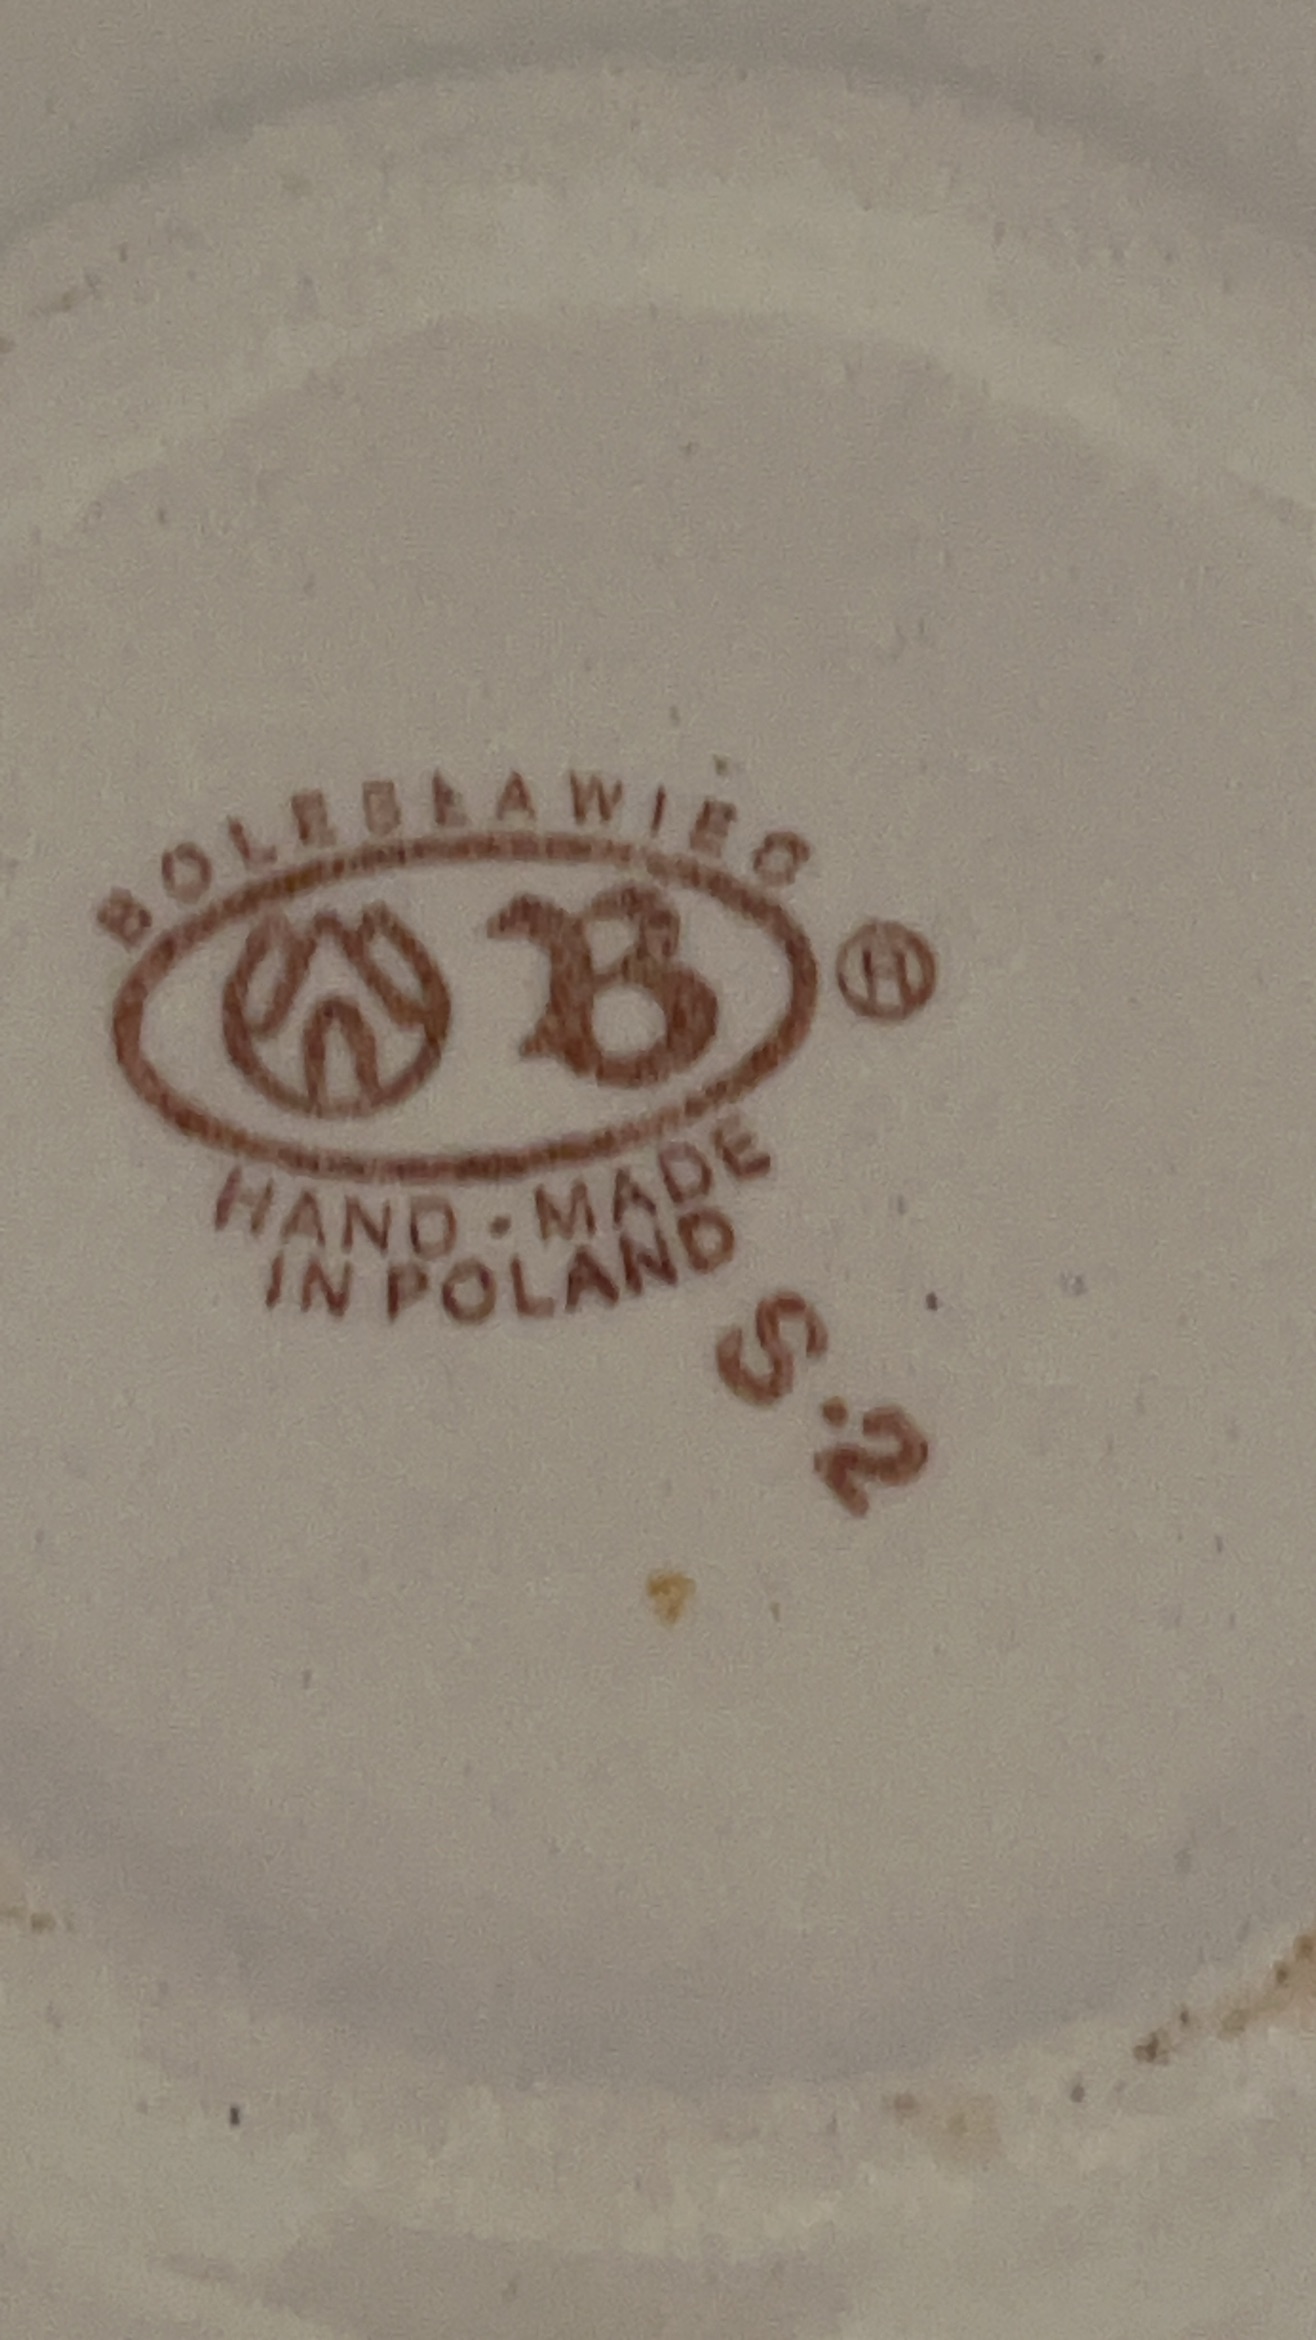 BOLESŁAWIEC
B
®
HAND·MADE
IN POLAND
S.2